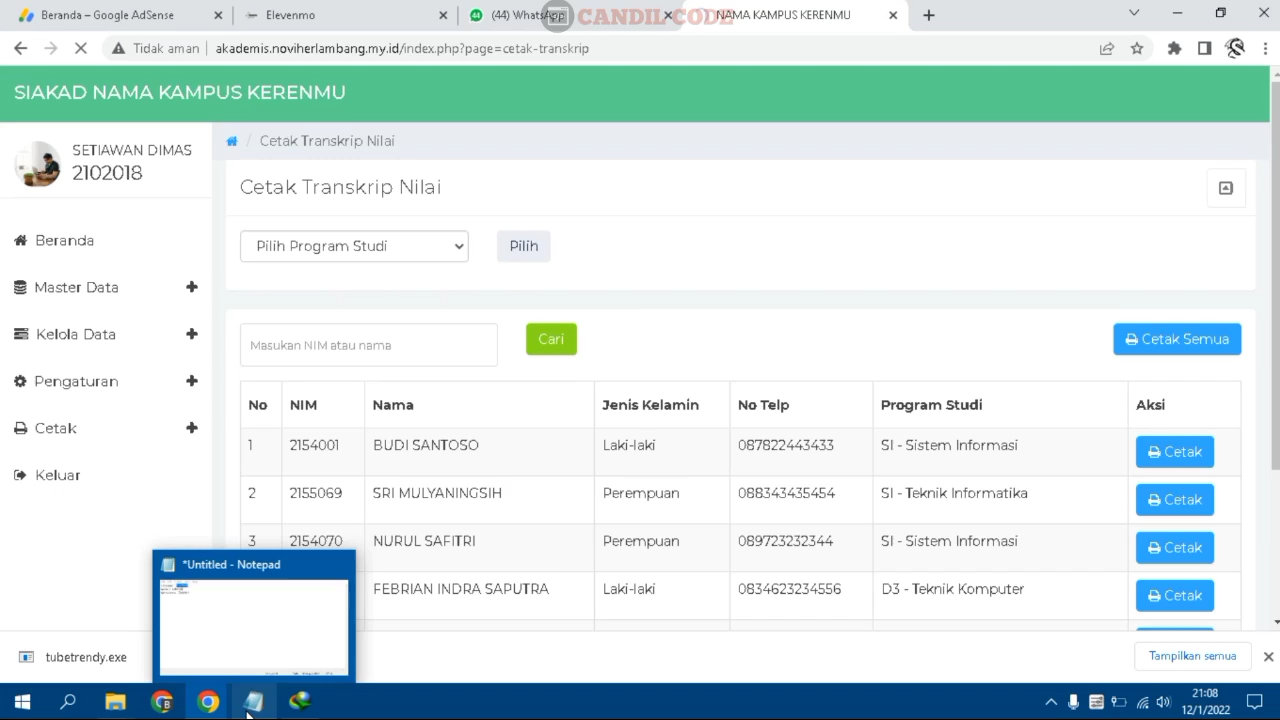 Beranda – Google AdSense
Elevenmo
(44) WhatsApp
CANDIL CODE
NAMA KAMPUS KERENMU
Tidak aman
akademis.noviherlambang.my.id/index.php?page=cetak-transkrip
SIAKAD NAMA KAMPUS KERENMU
SETIAWAN DIMAS
2102018
Cetak Transkrip Nilai
Cetak Transkrip Nilai
Pilih Program Studi
Pilih
Beranda
Master Data
Kelola Data
Pengaturan
Cetak
Keluar
Masukan NIM atau nama
Cari
Cetak Semua
No NIM Nama Jenis Kelamin No Telp Program Studi Aksi
1 2154001 BUDI SANTOSO Laki-laki 087822443433 SI - Sistem Informasi Cetak
2 2155069 SRI MULYANINGSIH Perempuan 088343435454 SI - Teknik Informatika Cetak
3 2154070 NURUL SAFITRI Perempuan 089723232344 SI - Sistem Informasi Cetak
FEBRIAN INDRA SAPUTRA Laki-laki 0834623234556 D3 - Teknik Komputer Cetak
*Untitled - Notepad
tubetrendy.exe
Tampilkan semua
21:08
12/1/2022